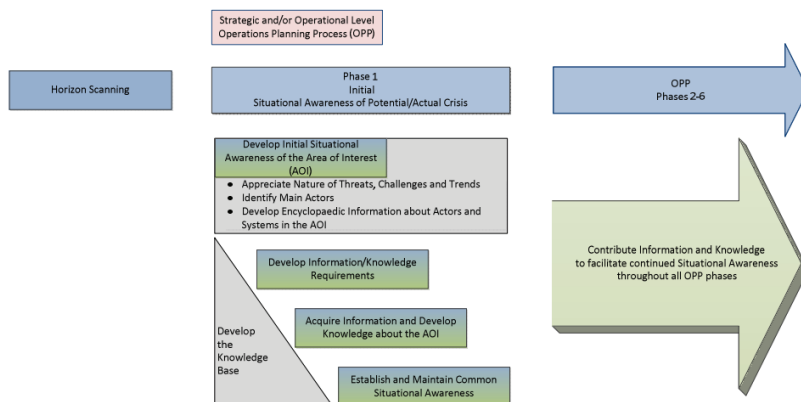 Strategic and/or Operational Level
Operations Planning Process (OPP)
Horizon Scanning
Phase 1
Initial
Situational Awareness of Potential/Actual Crisis
OPP
Phases 2-6
Develop Initial Situational
Awareness of the Area of Interest
(AOI)
● Appreciate Nature of Threats, Challenges and Trends
● Identify Main Actors
● Develop Encyclopaedic Information about Actors and
Systems in the AOI
Develop Information/Knowledge
Requirements
Acquire Information and Develop
Knowledge about the AOI
Develop
the
Knowledge
Base
Establish and Maintain Common
Situational Awareness
Contribute Information and Knowledge
to facilitate continued Situational Awareness
throughout all OPP phases